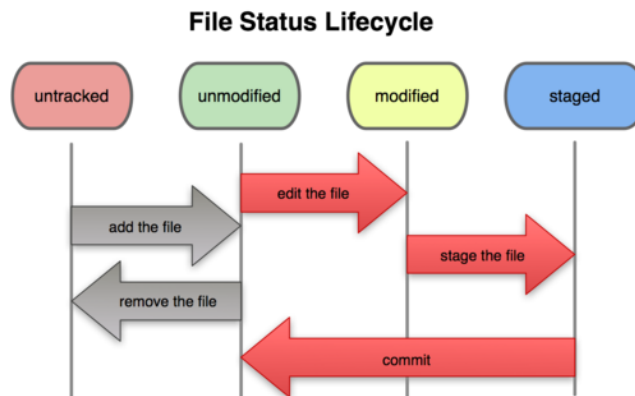 File Status Lifecycle
untracked
unmodified
modified
staged
edit the file
add the file
stage the file
remove the file
commit